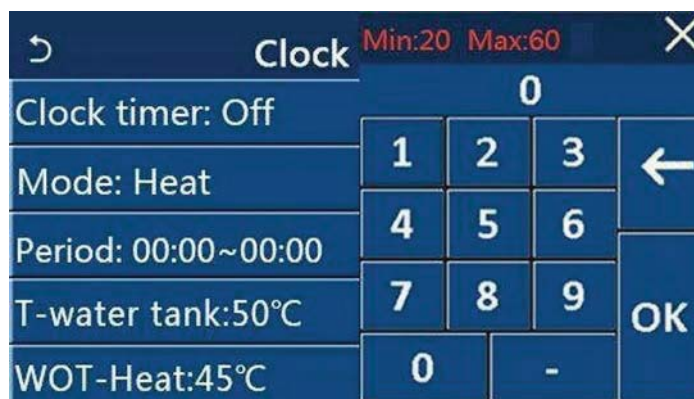 Clock
Clock timer: Off
Mode: Heat
Period: 00:00~00:00
T-water tank:50℃
WOT-Heat:45℃
Min:20 Max:60
0
1 2 3
4 5 6
7 8 9
0 -
OK